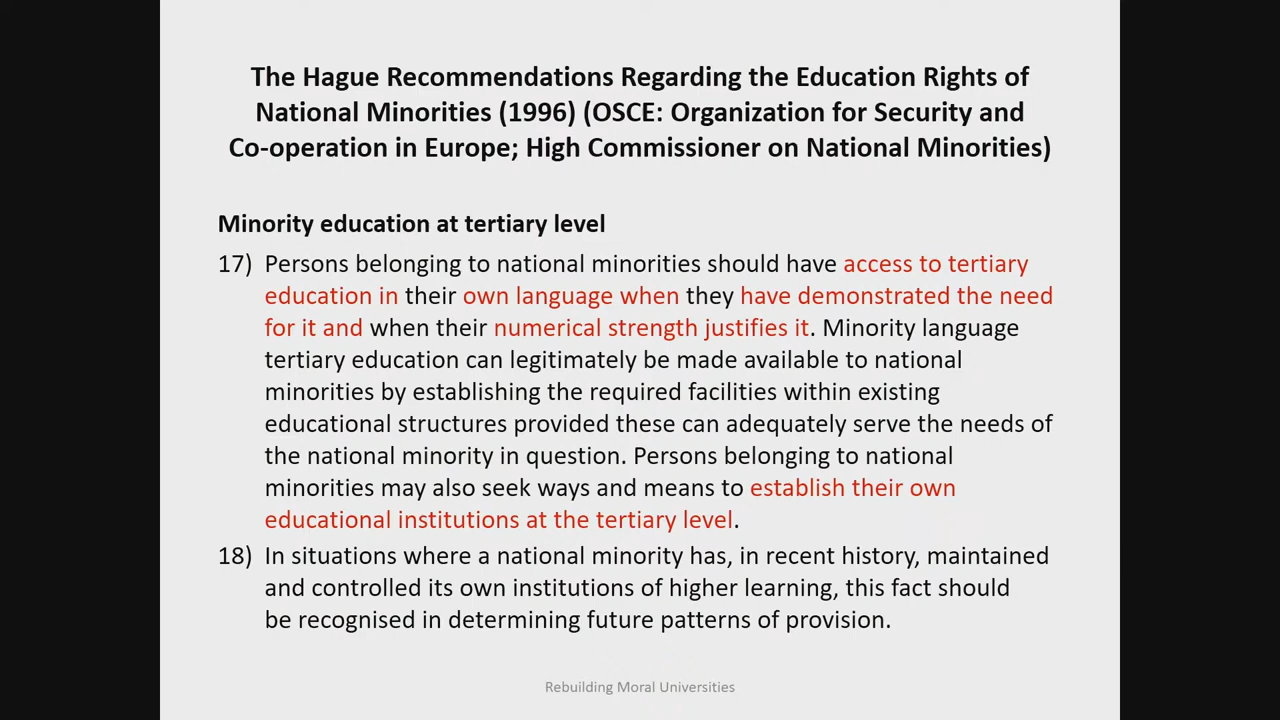 The Hague Recommendations Regarding the Education Rights of
National Minorities (1996) (OSCE: Organization for Security and
Co-operation in Europe; High Commissioner on National Minorities)
Minority education at tertiary level
17) Persons belonging to national minorities should have access to tertiary
education in their own language when they have demonstrated the need
for it and when their numerical strength justifies it. Minority language
tertiary education can legitimately be made available to national
minorities by establishing the required facilities within existing
educational structures provided these can adequately serve the needs of
the national minority in question. Persons belonging to national
minorities may also seek ways and means to establish their own
educational institutions at the tertiary level.
18) In situations where a national minority has, in recent history, maintained
and controlled its own institutions of higher learning, this fact should
be recognised in determining future patterns of provision.
Rebuilding Moral Universities